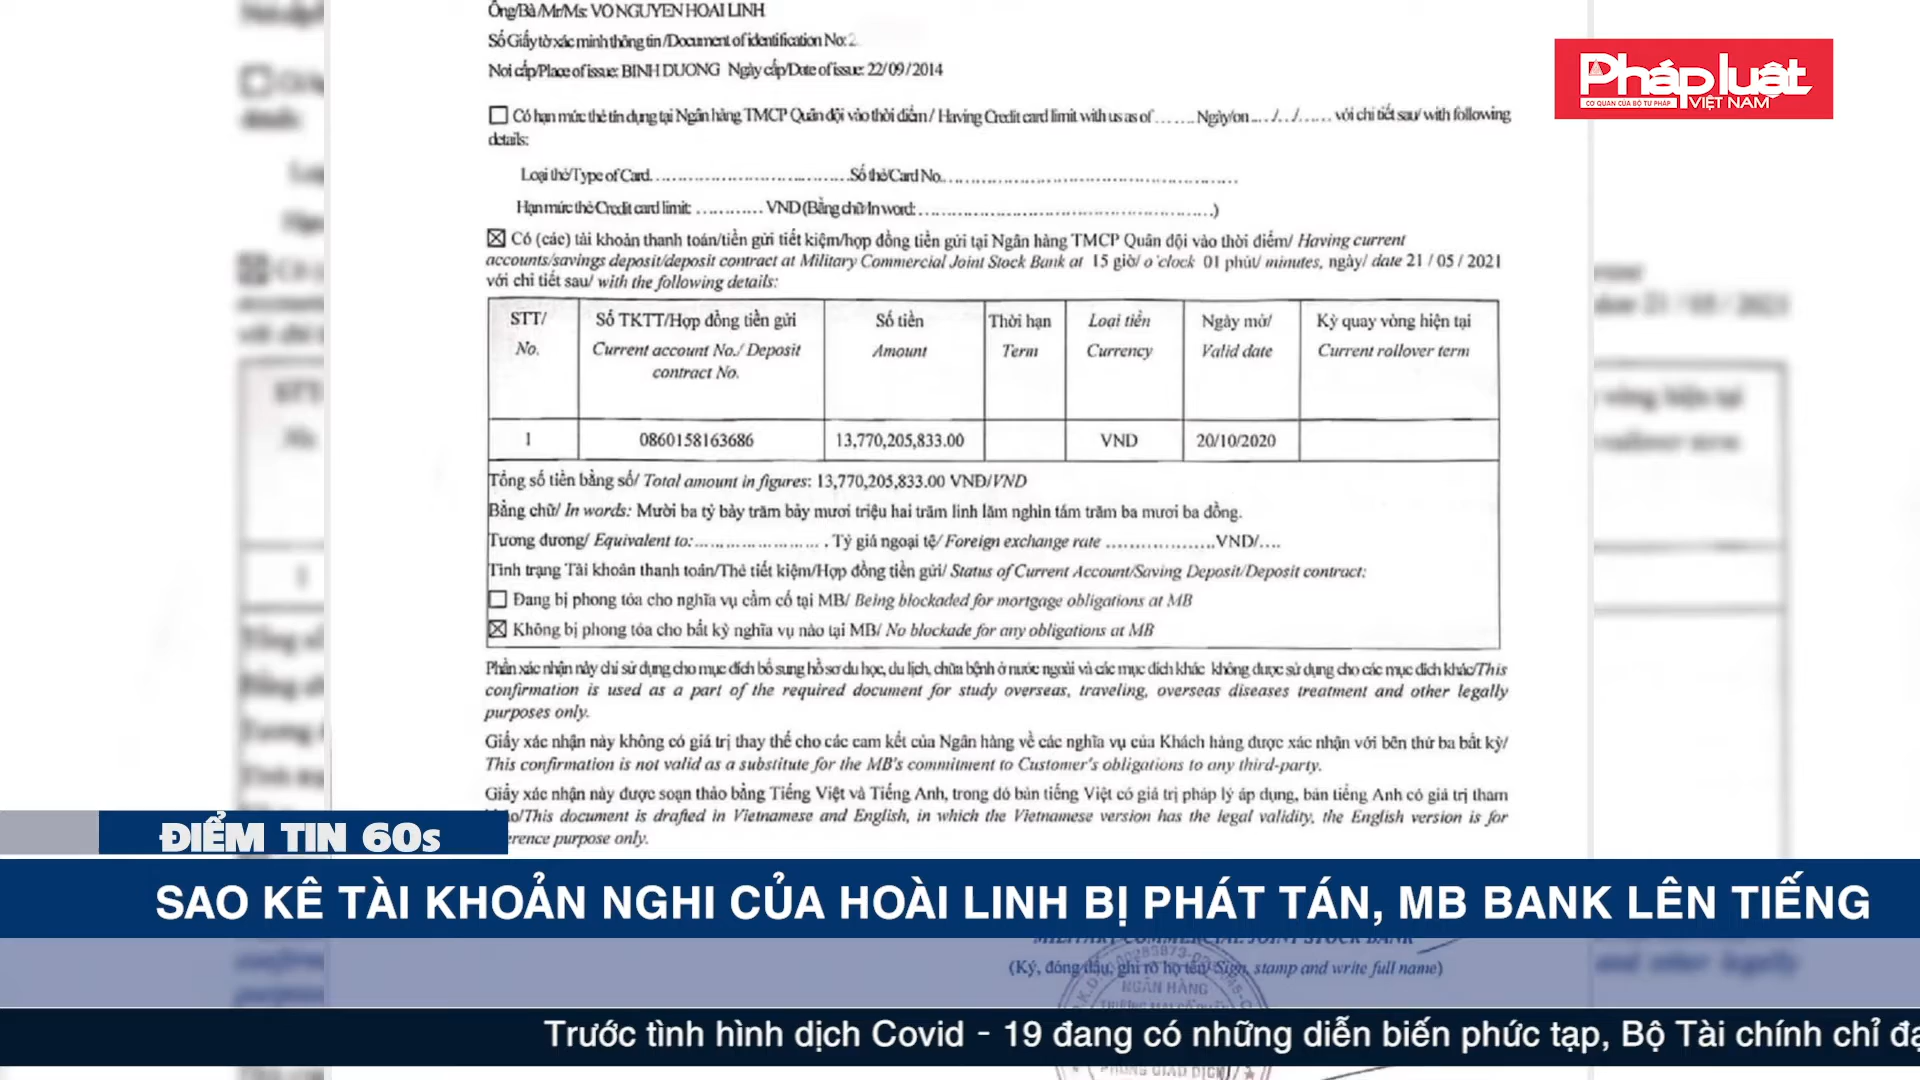 Ông/Bà/Mr/Ms: VO NGUYEN HOAI LINH
Số Giấy tờ xác minh thông tin /Document of identification No: 2
Nơi cấp/Place of issue: BINH DUONG Ngày cấp/Date of issue: 22/09/2014
Pháp luật
CƠ QUAN CỦA BỘ TƯ PHÁP
VIỆT NAM
Có hạn mức thẻ tín dụng tại Ngân hàng TMCP Quân đội vào thời điểm / Having Credit card limit with us as of ....... Ngày/on .../../...... với chi tiết sau/ with following
details:
Loại thẻ/Type of Card.....................................Số thẻ/Card No.......................................................
Hạn mức thẻ/Credit card limit: ............ VND (Bằng chữ/In word: .......................................................)
Có (các) tài khoản thanh toán/tiền gửi tiết kiệm/hợp đồng tiền gửi tại Ngân hàng TMCP Quân đội vào thời điểm/ Having current
accounts/savings deposit/deposit contract at Military Commercial Joint Stock Bank at 15 giờ/ o'clock 01 phút/ minutes, ngày/ date 21 / 05 / 2021
với chi tiết sau/ with the following details:
STT/ No.
Số TKTT/Hợp đồng tiền gửi Current account No./ Deposit contract No.
Số tiền Amount
Thời hạn Term
Loại tiền Currency
Ngày mở/ Valid date
Kỳ quay vòng hiện tại Current rollover term
1 0860158163686 13,770,205,833.00 VND 20/10/2020
Tổng số tiền bằng số/ Total amount in figures: 13,770,205,833.00 VND/VND
Bằng chữ/ In words: Mười ba tỷ bảy trăm bảy mươi triệu hai trăm linh lăm nghìn tám trăm ba mươi ba đồng.
Tương đương/ Equivalent to:........................ . Tỷ giá ngoại tệ/ Foreign exchange rate ....................VND/....
Tình trạng Tài khoản thanh toán/Thẻ tiết kiệm/Hợp đồng tiền gửi/ Status of Current Account/Saving Deposit/Deposit contract:
Đang bị phong tỏa cho nghĩa vụ cầm cố tại MB/ Being blockaded for mortgage obligations at MB
Không bị phong tỏa cho bất kỳ nghĩa vụ nào tại MB/ No blockade for any obligations at MB
Phần xác nhận này chỉ sử dụng cho mục đích bổ sung hồ sơ du học, du lịch, chữa bệnh ở nước ngoài và các mục đích khác không được sử dụng cho các mục đích khác/This
confirmation is used as a part of the required document for study overseas, traveling, overseas diseases treatment and other legally
purposes only.
Giấy xác nhận này không có giá trị thay thế cho các cam kết của Ngân hàng về các nghĩa vụ của Khách hàng được xác nhận với bên thứ ba bất kỳ/
This confirmation is not valid as a substitute for the MB's commitment to Customer's obligations to any third-party.
Giấy xác nhận này được soạn thảo bằng Tiếng Việt và Tiếng Anh, trong đó bản tiếng Việt có giá trị pháp lý áp dụng, bản tiếng Anh có giá trị tham
/This document is drafted in Vietnamese and English, in which the Vietnamese version has the legal validity, the English version is for
purpose only.
ĐIỂM TIN 60s
SAO KÊ TÀI KHOẢN NGHI CỦA HOÀI LINH BỊ PHÁT TÁN, MB BANK LÊN TIẾNG
MILITARY COMMERCIAL JOINT STOCK BANK
(Ký, đóng dấu, ghi rõ họ tên/ Sign, stamp and write full name)
NGÂN HÀNG
PHÒNG GIAO DỊCH
Trước tình hình dịch Covid - 19 đang có những diễn biến phức tạp, Bộ Tài chính chỉ